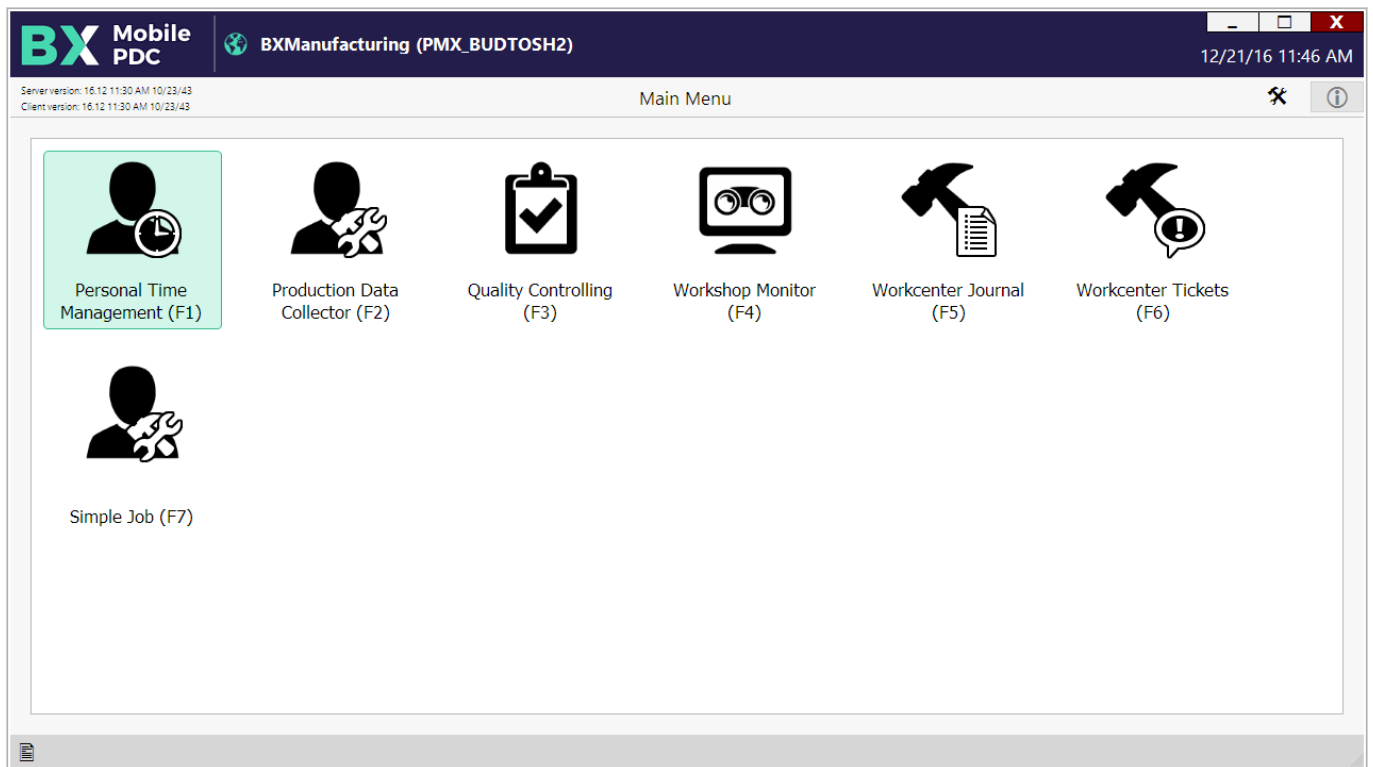 BX Mobile
PDC
BXManufacturing (PMX_BUDTOSH2)
X
12/21/16 11:46 AM
Server version: 16.12 11:30 AM 10/23/43
Client version: 16.12 11:30 AM 10/23/43
Main Menu
Personal Time
Management (F1)
Production Data
Collector (F2)
Quality Controlling
(F3)
Workshop Monitor
(F4)
Workcenter Journal
(F5)
Workcenter Tickets
(F6)
Simple Job (F7)